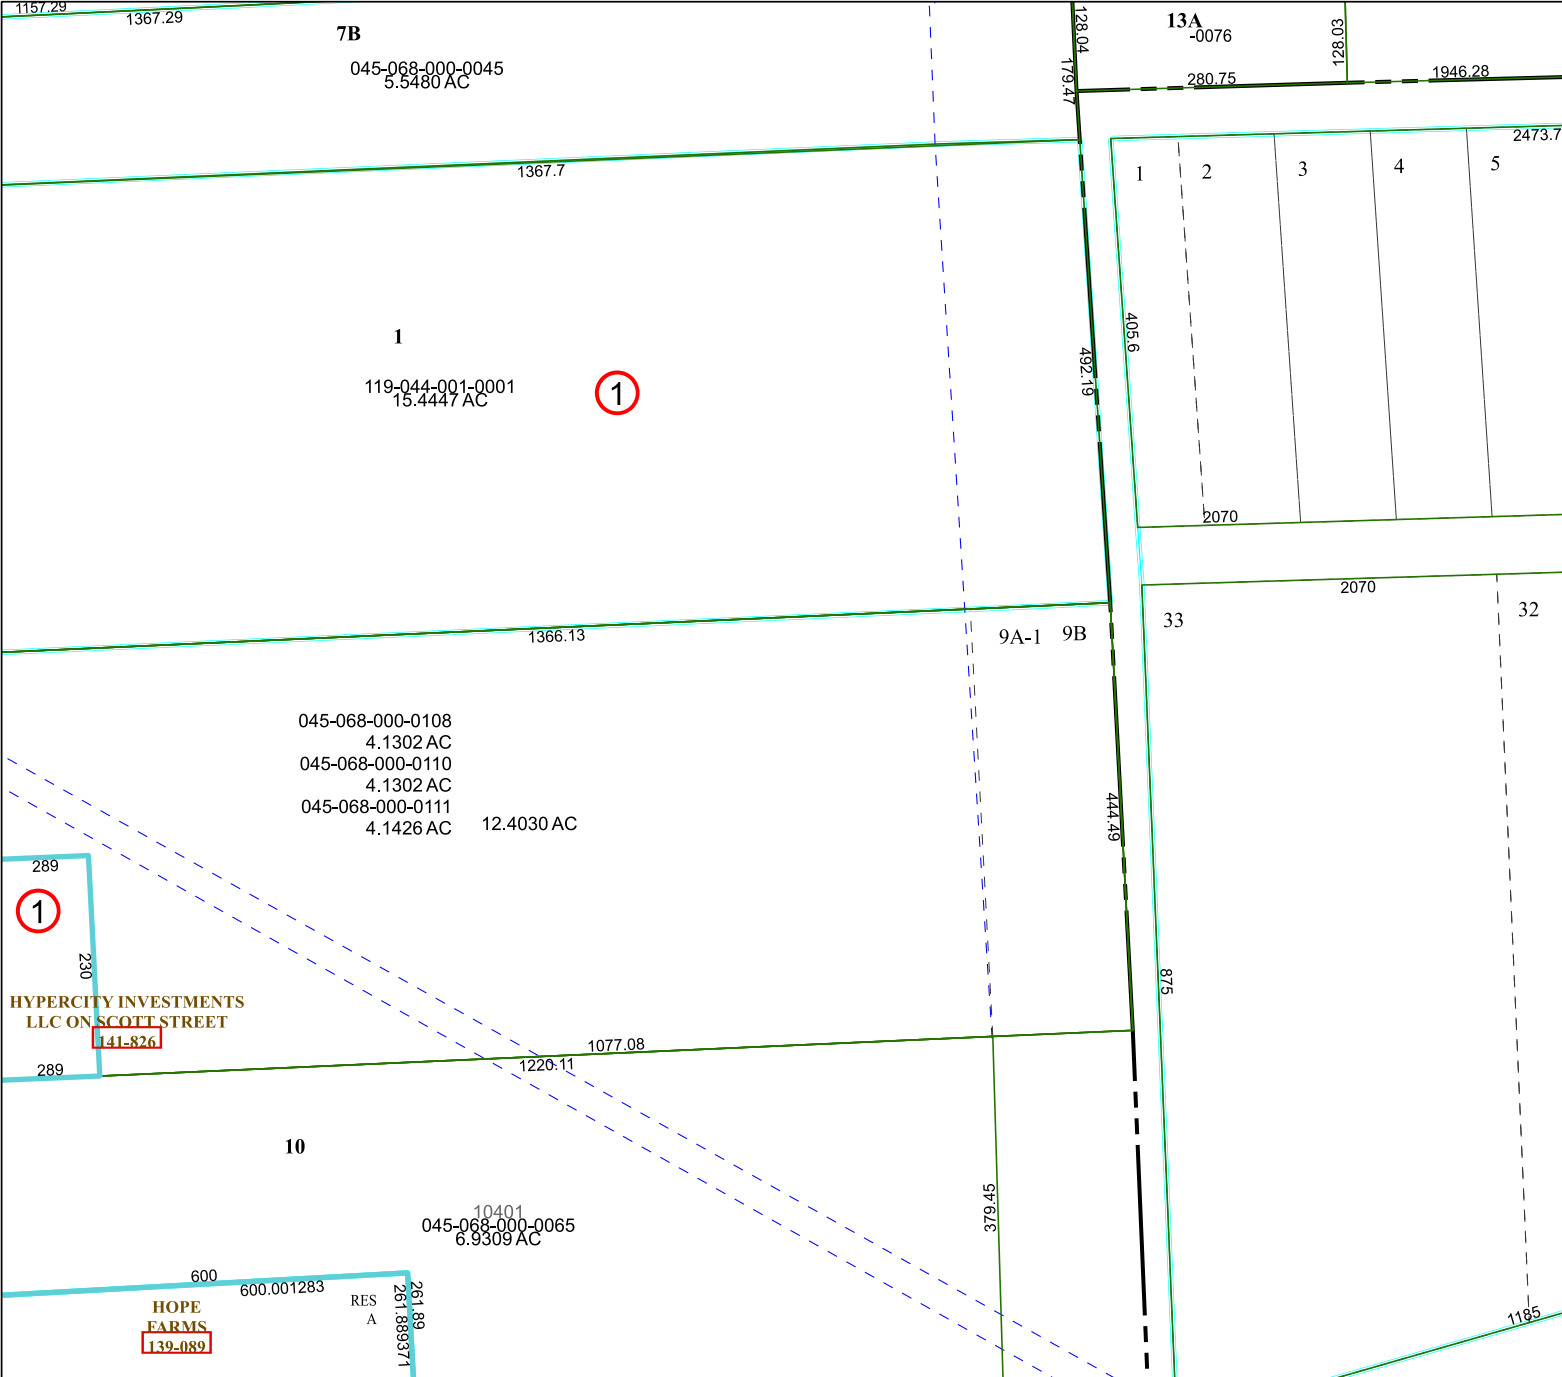 1157.29
1367.29
7B
045-068-000-0045
5.5480 AC
128.04
179.47
13A
-0076
128.03
280.75
1946.28
2473.7
1367.7
1
2
3
4
5
1
119-044-001-0001
15.4447 AC
1
405.6
492.19
2070
2070
1366.13
9A-1
9B
33
32
045-068-000-0108
4.1302 AC
045-068-000-0110
4.1302 AC
045-068-000-0111
4.1426 AC
12.4030 AC
444.49
289
1
230
875
HYPERCITY INVESTMENTS
LLC ON SCOTT STREET
141-826
289
1077.08
1220.11
10
379.45
10401
045-068-000-0065
6.9309 AC
600
600.001283
RES
A
261.89
261.889371
HOPE
FARMS
139-089
1185